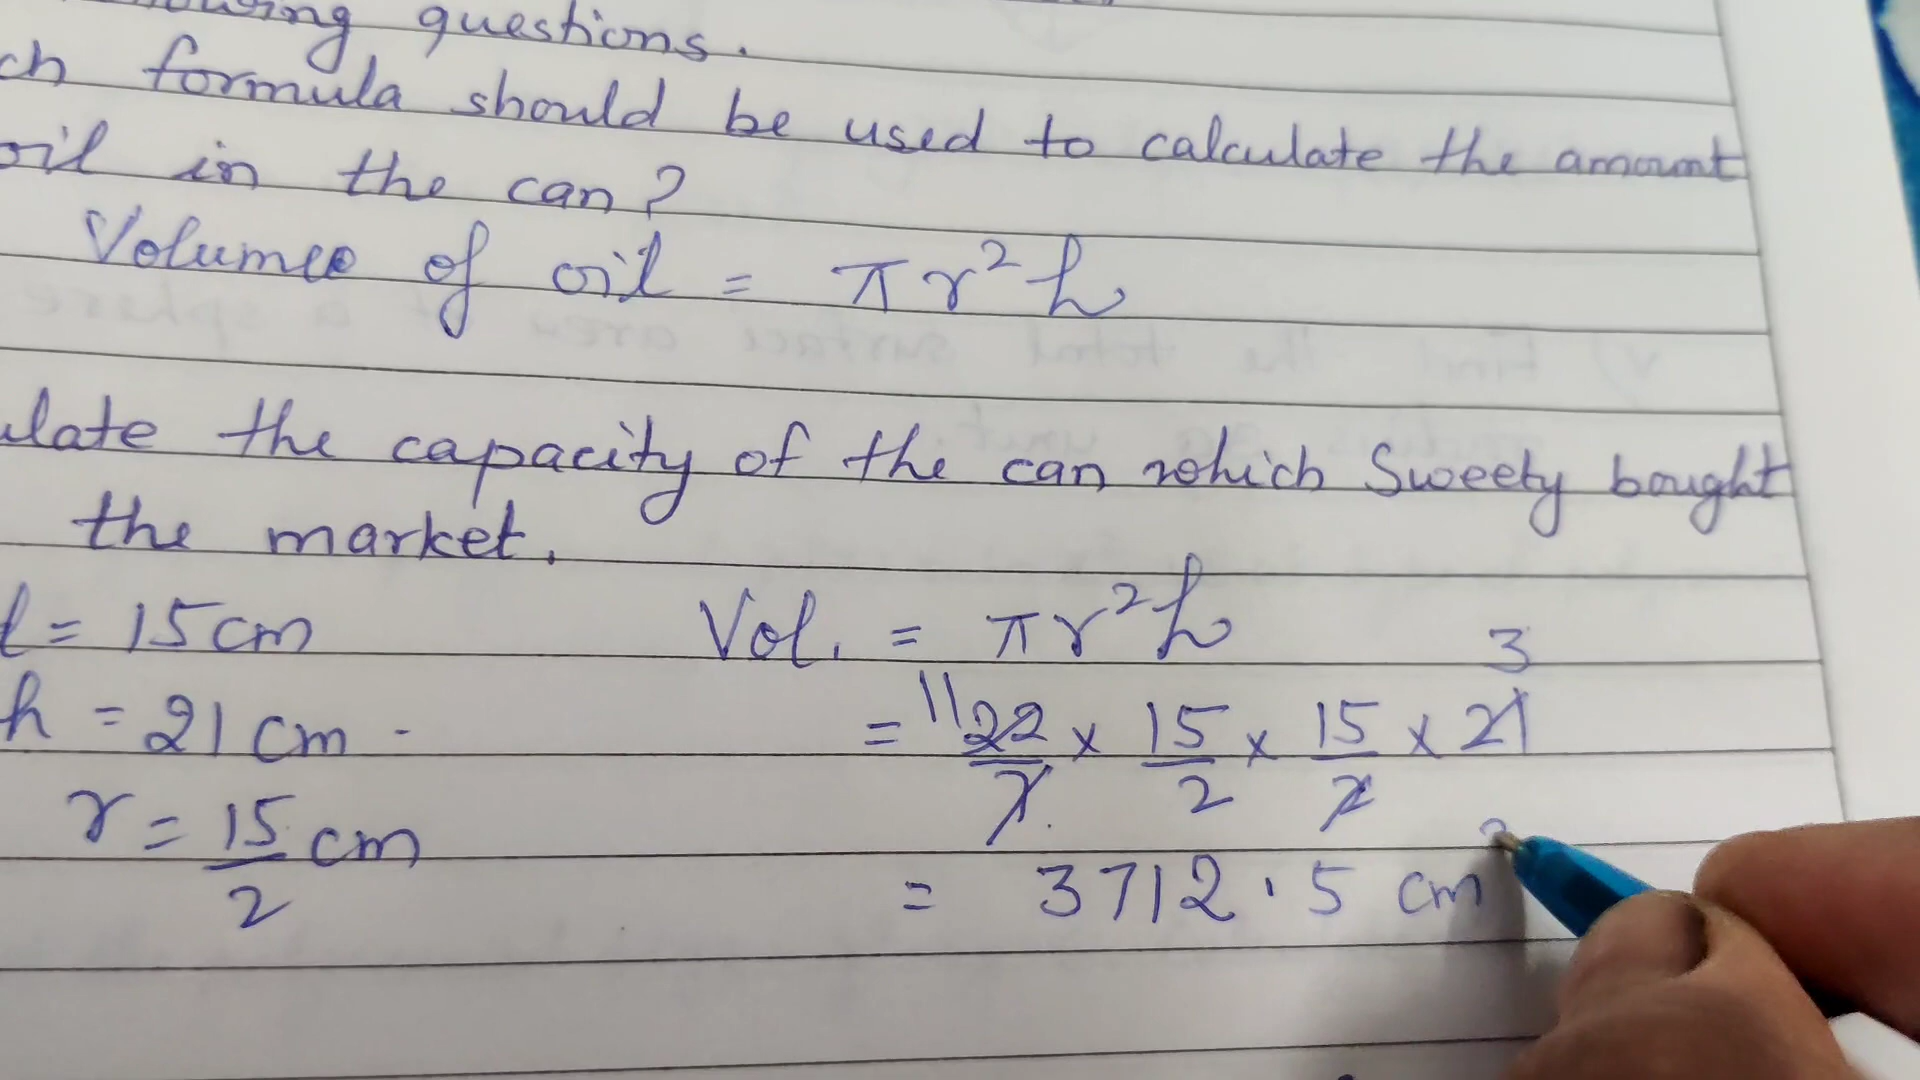 questions.
ch formula should be used to calculate the amount
oil in the can?
Volume of oil = πr²h
ulate the capacity of the can which Sweety bought
the market.
l = 15 cm
h = 21 cm
r = 15/2 cm
Vol. = πr²h
3
= 11 22/7 × 15/2 × 15/2 × 21
= 3712.5 cm